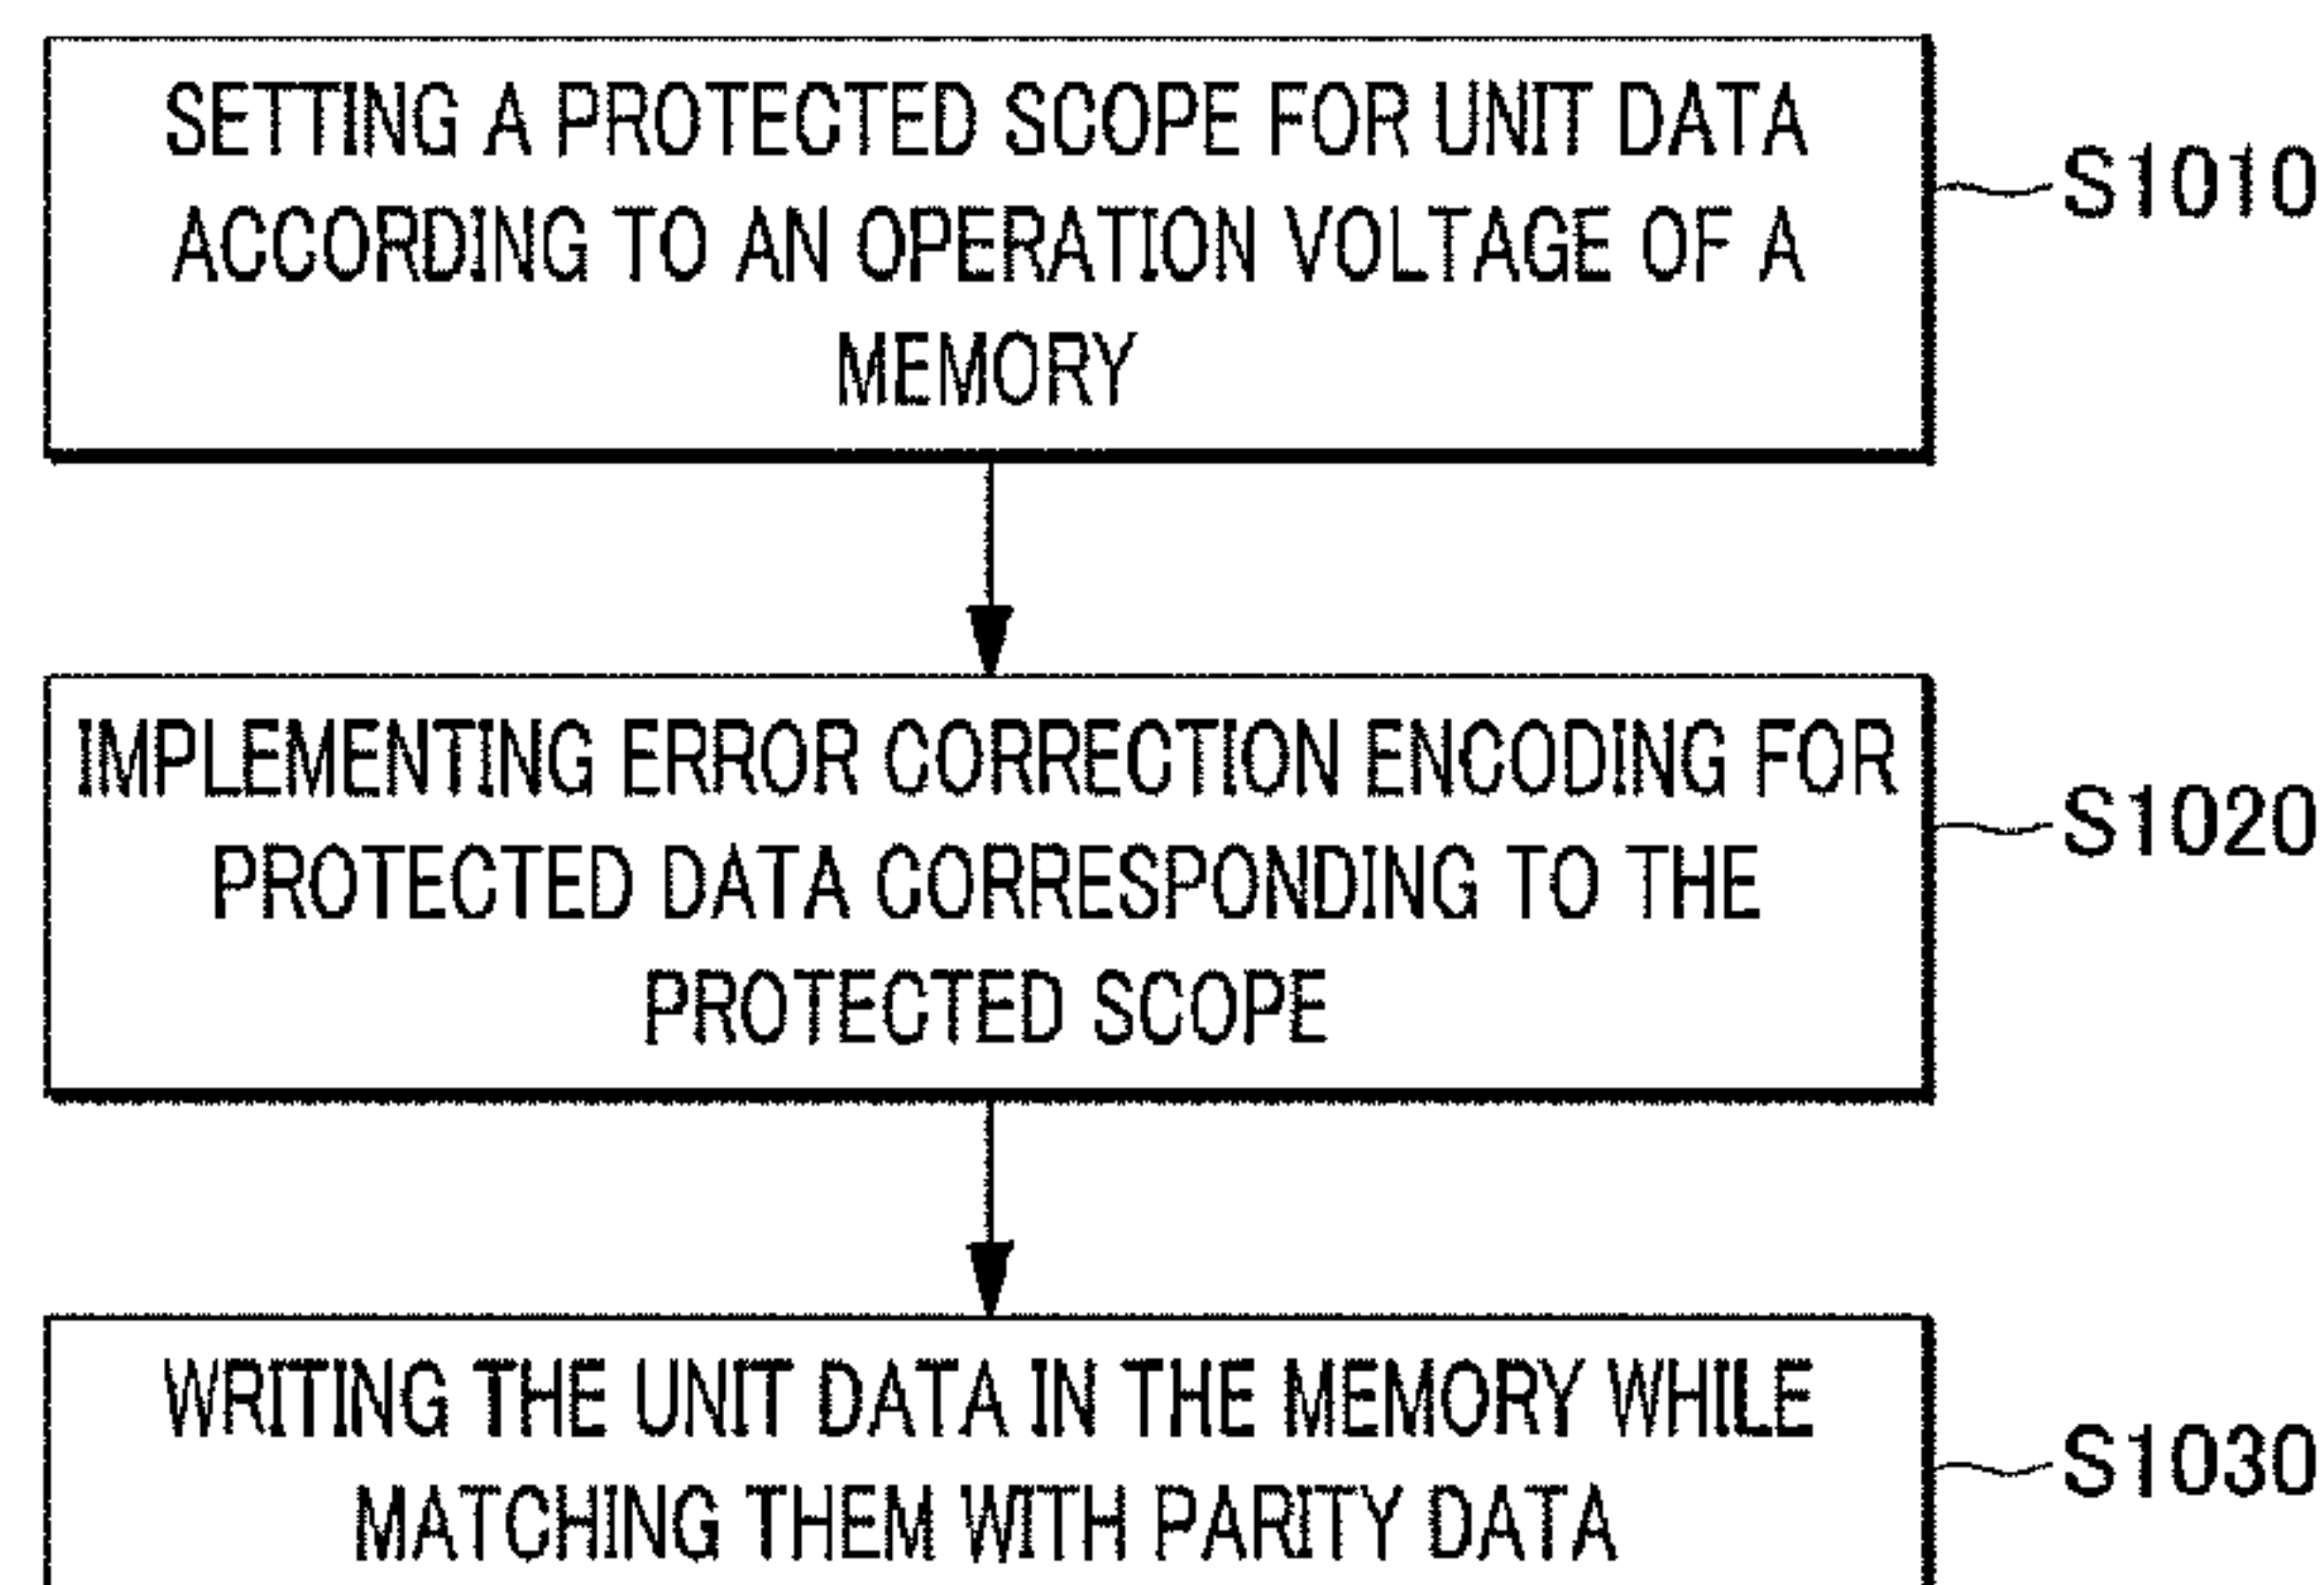 SETTING A PROTECTED SCOPE FOR UNIT DATA
ACCORDING TO AN OPERATION VOLTAGE OF A
MEMORY
S1010
IMPLEMENTING ERROR CORRECTION ENCODING FOR
PROTECTED DATA CORRESPONDING TO THE
PROTECTED SCOPE
S1020
WRITING THE UNIT DATA IN THE MEMORY WHILE
MATCHING THEM WITH PARITY DATA
S1030